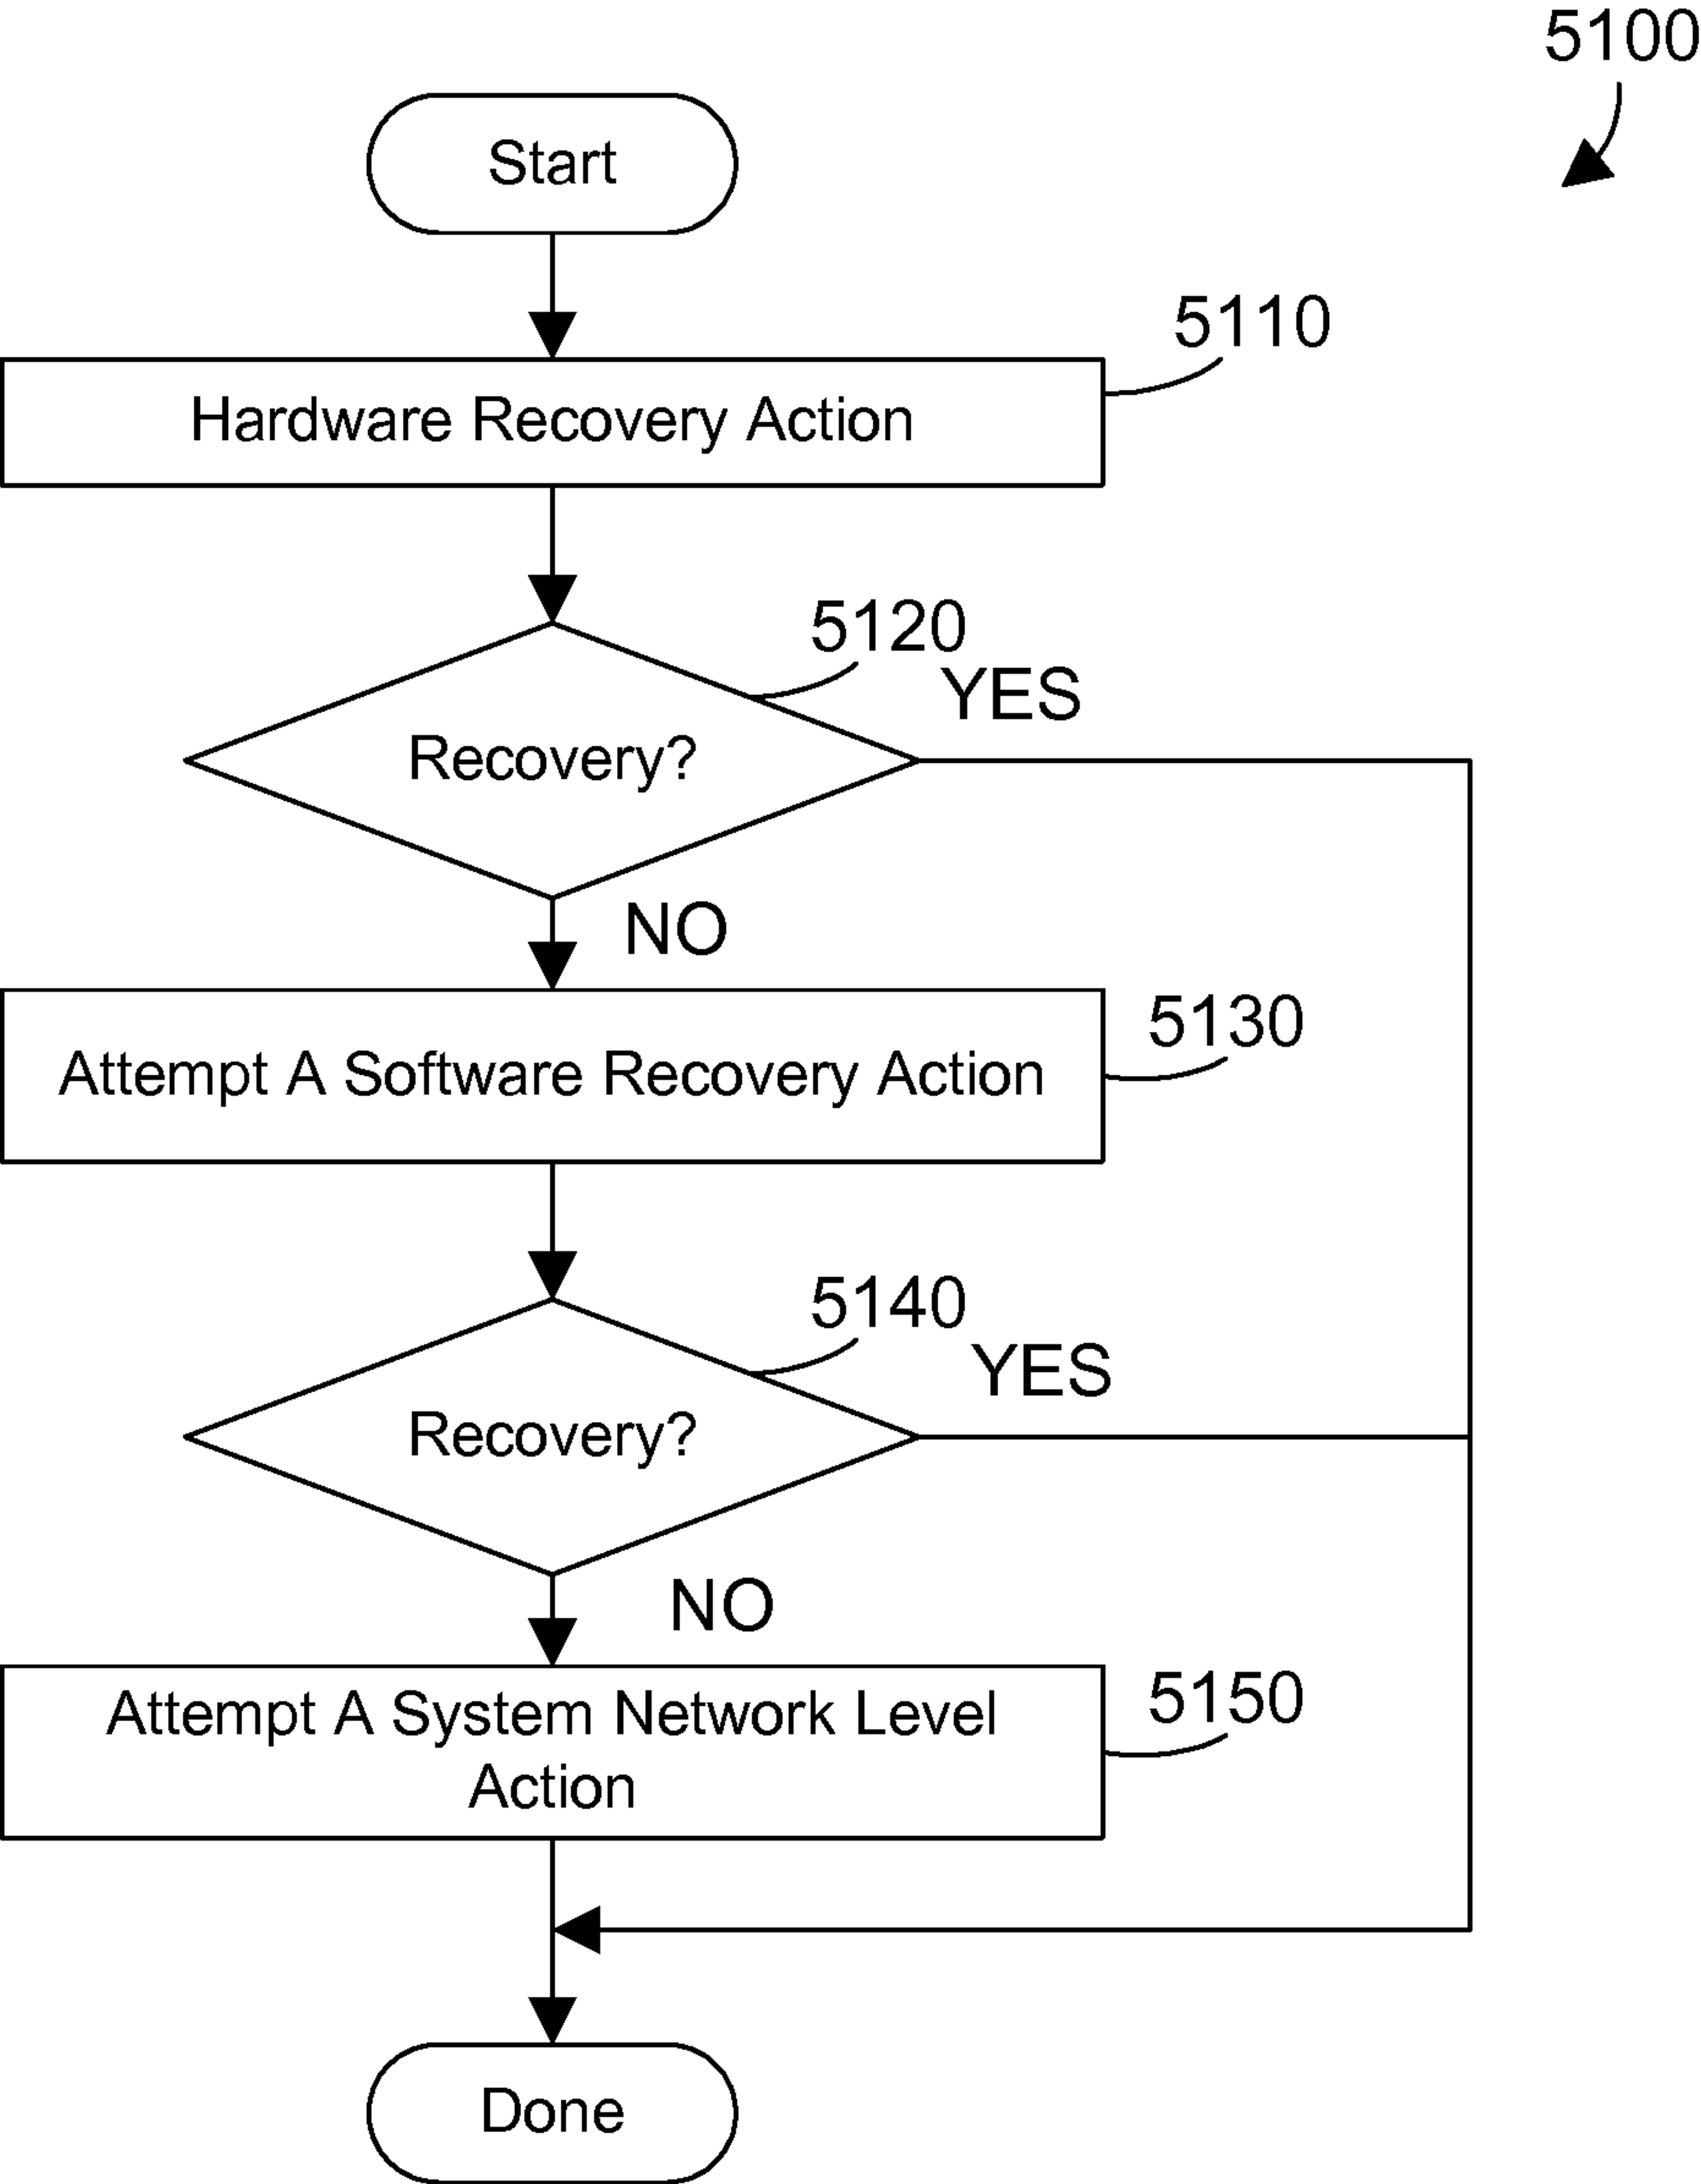 5100
Start
5110
Hardware Recovery Action
5120
YES
Recovery?
NO
5130
Attempt A Software Recovery Action
5140
YES
Recovery?
NO
5150
Attempt A System Network Level
Action
Done